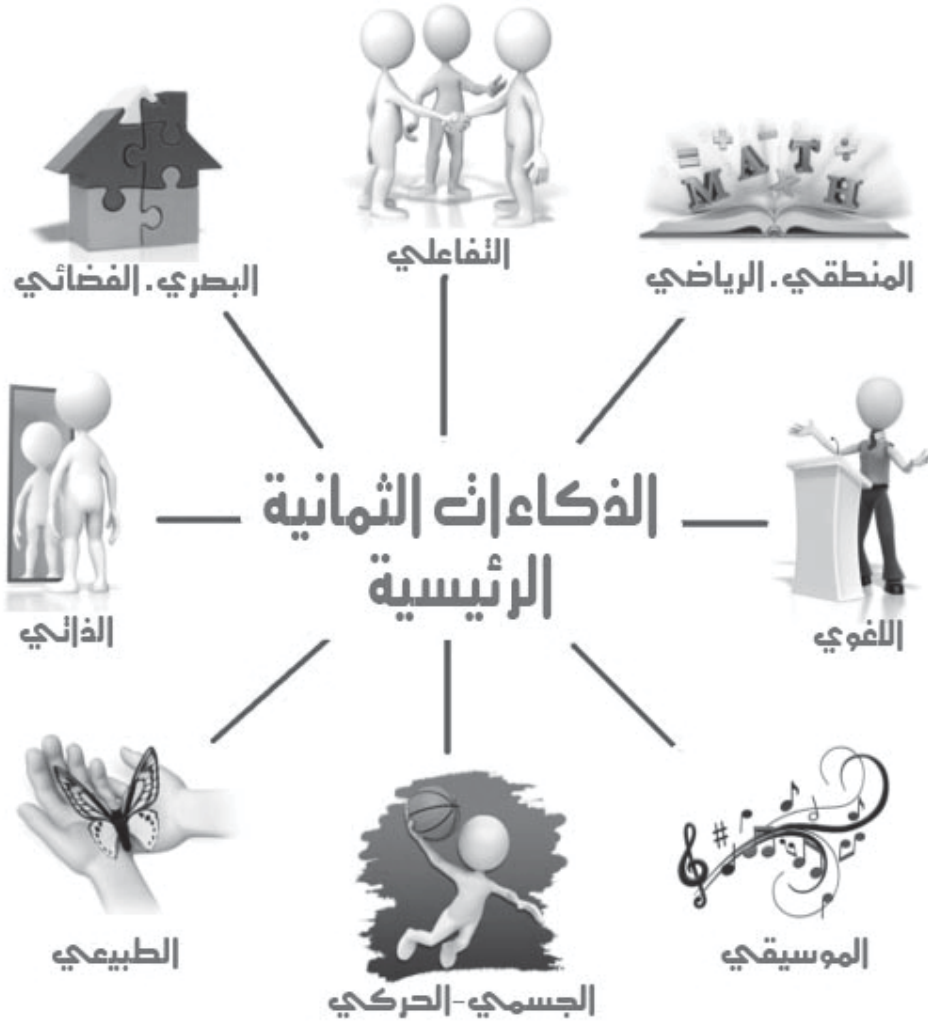 التفاعلي
المنطقي. الرياضي
MATH
البصري. الفضائي
الذكاءات الثمانية
الرئيسية
اللغوي
الذاتي
الموسيقي
الطبيعي
الجسمي-الحركي